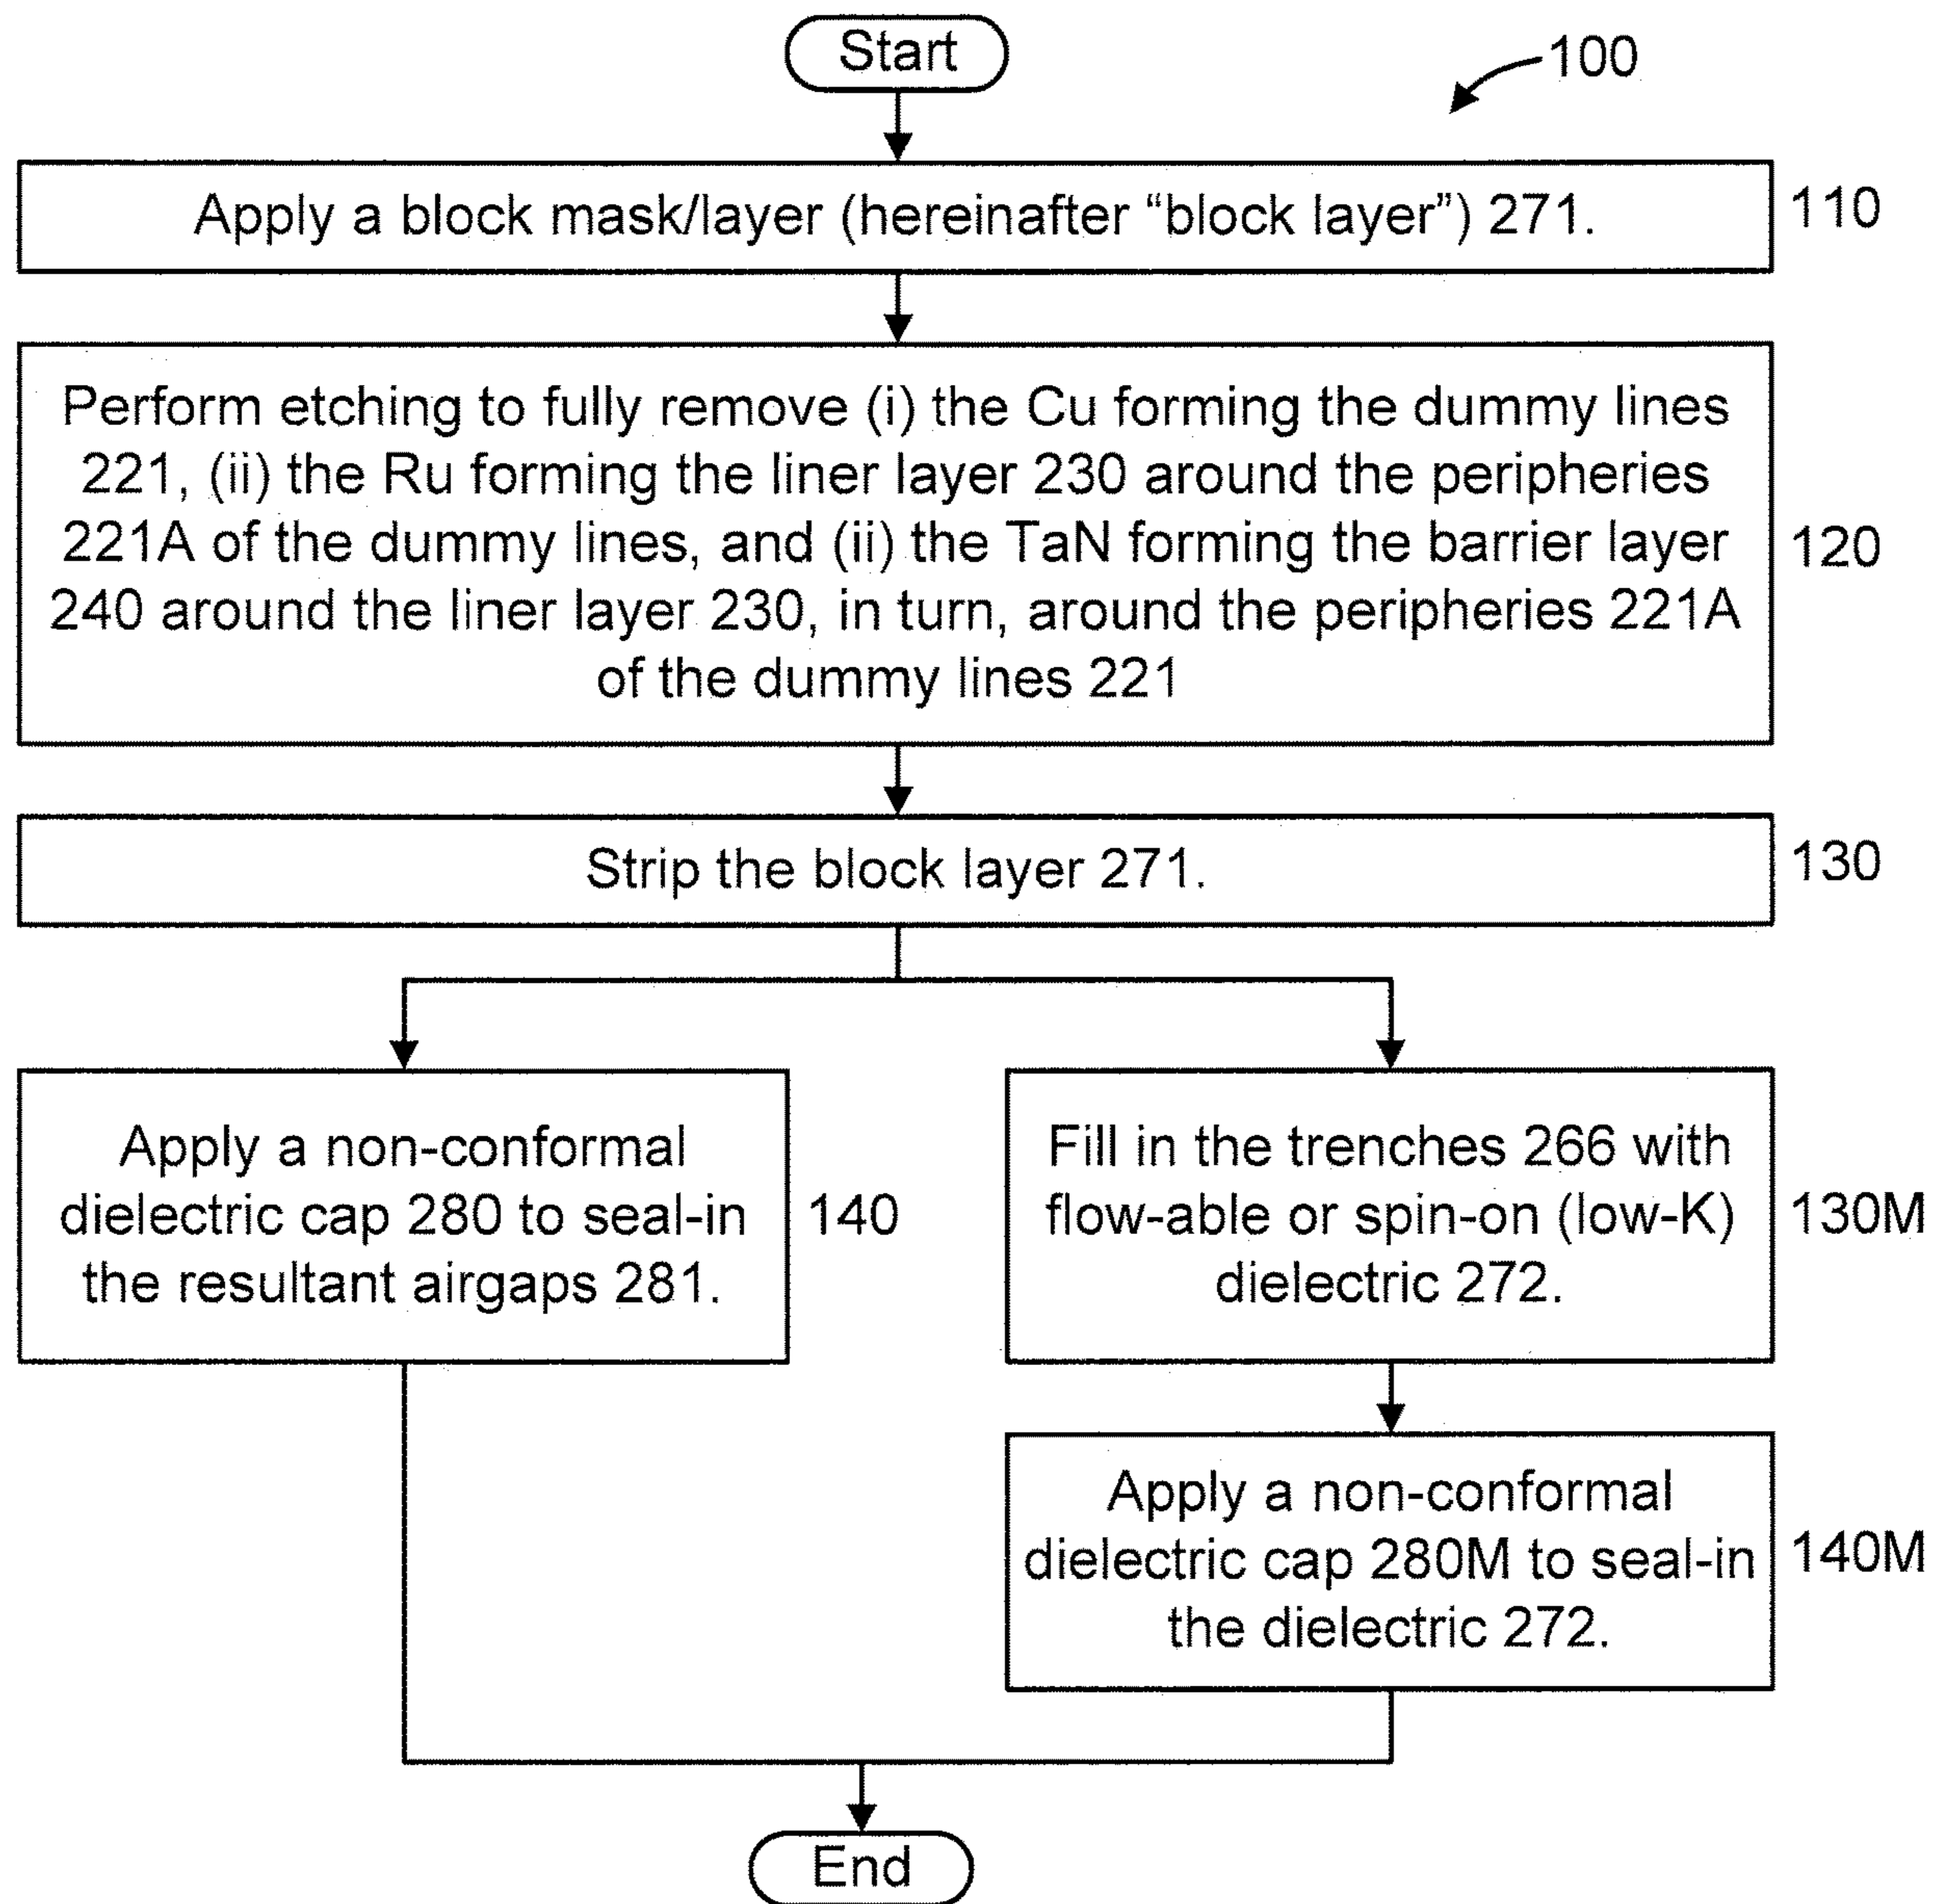 Start
100
Apply a block mask/layer (hereinafter “block layer”) 271.
110
Perform etching to fully remove (i) the Cu forming the dummy lines
221, (ii) the Ru forming the liner layer 230 around the peripheries
221A of the dummy lines, and (ii) the TaN forming the barrier layer
240 around the liner layer 230, in turn, around the peripheries 221A
of the dummy lines 221
120
Strip the block layer 271.
130
Apply a non-conformal
dielectric cap 280 to seal-in
the resultant airgaps 281.
140
Fill in the trenches 266 with
flow-able or spin-on (low-K)
dielectric 272.
130M
Apply a non-conformal
dielectric cap 280M to seal-in
the dielectric 272.
140M
End